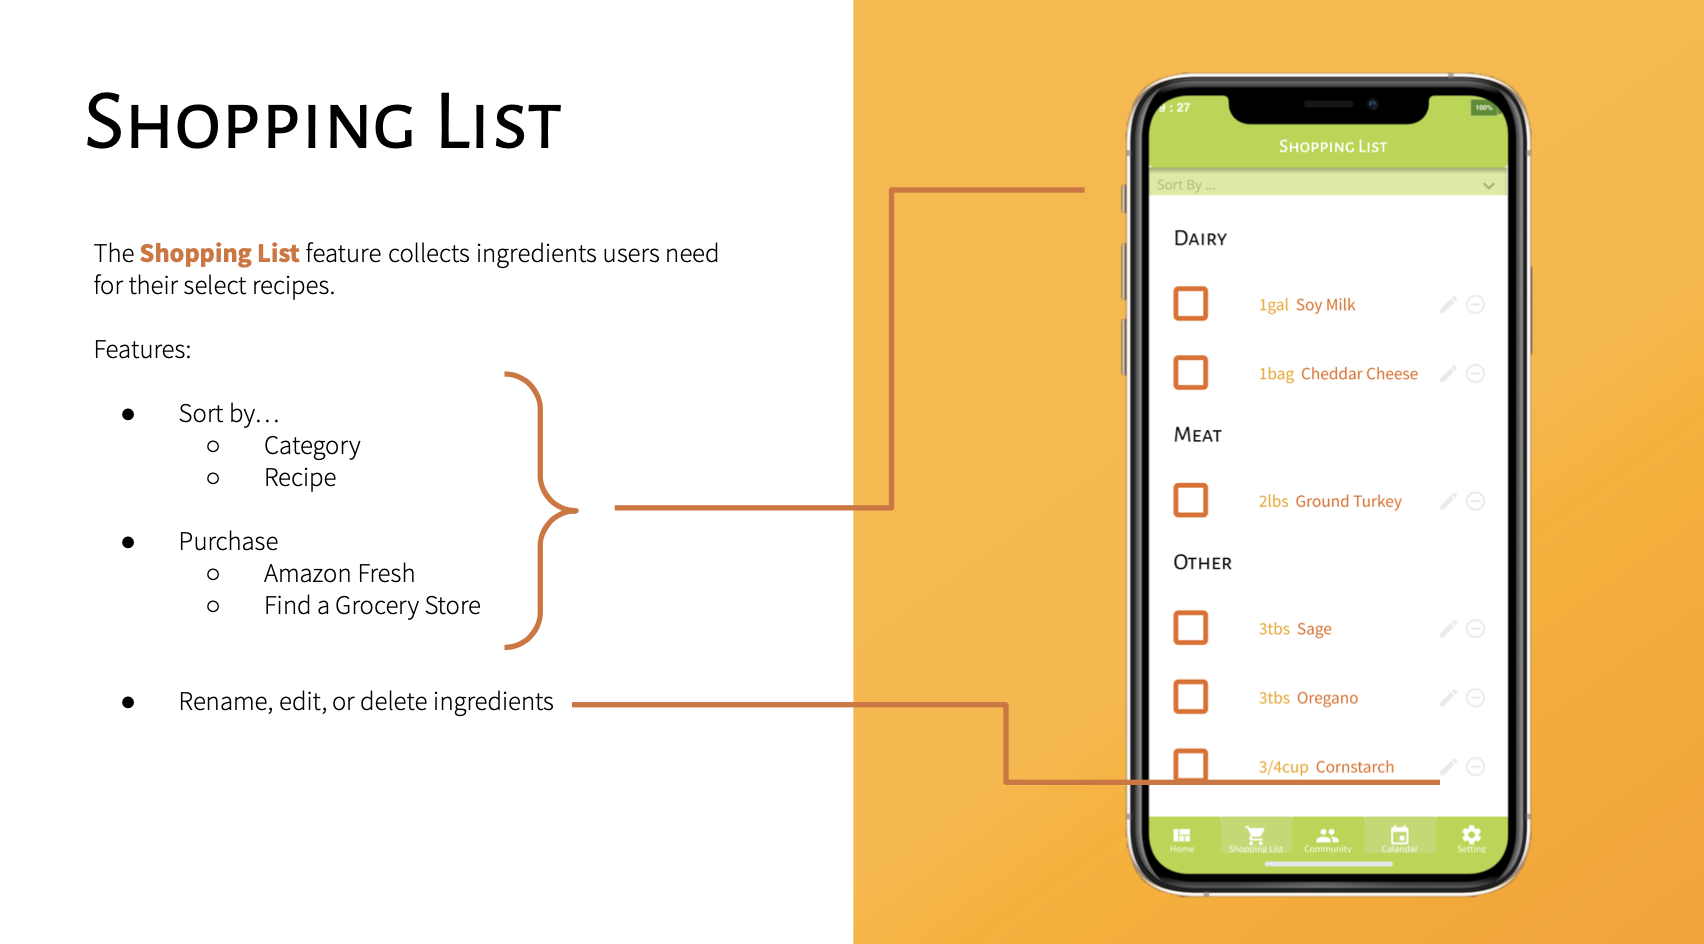 Shopping List
The Shopping List feature collects ingredients users need
for their select recipes.
Features:
● Sort by…
○ Category
○ Recipe
● Purchase
○ Amazon Fresh
○ Find a Grocery Store
● Rename, edit, or delete ingredients
9 : 27 100%
Shopping List
Sort By ...
Dairy
1gal Soy Milk
1bag Cheddar Cheese
Meat
2lbs Ground Turkey
Other
3tbs Sage
3tbs Oregano
3/4cup Cornstarch
Home Shopping List Community Calandar Setting